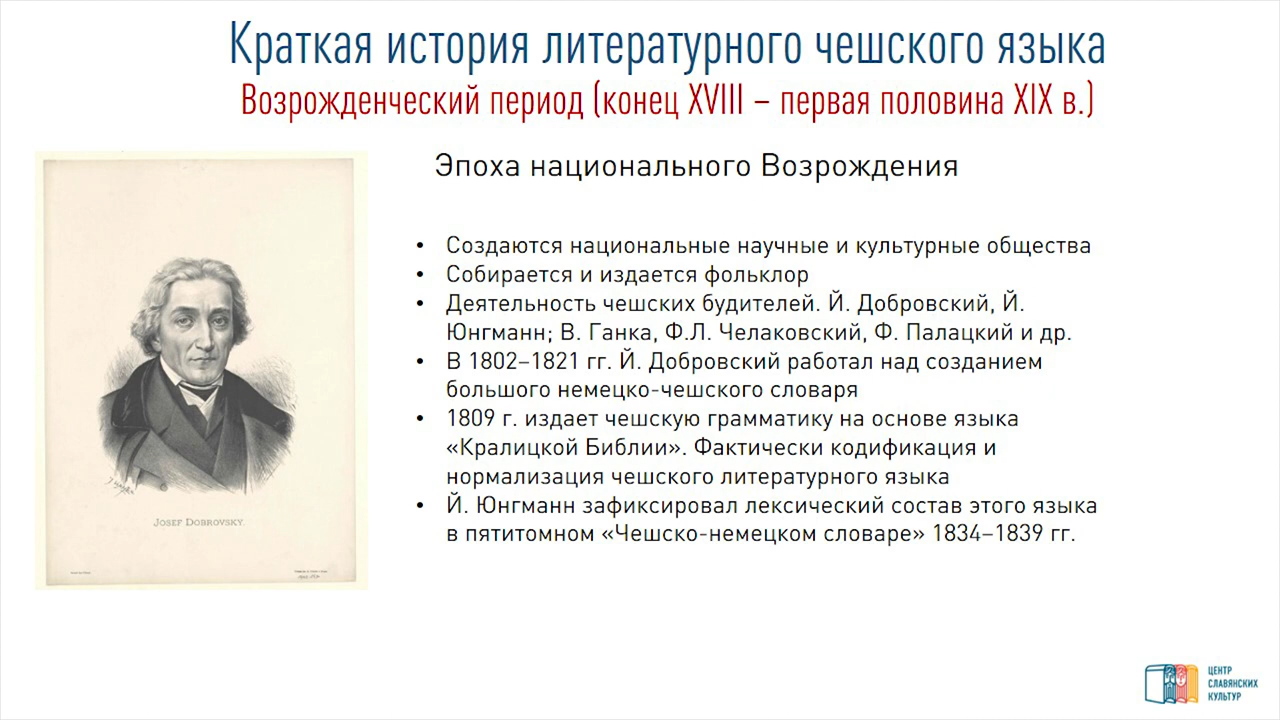 Краткая история литературного чешского языка
Возрожденческий период (конец XVIII – первая половина XIX в.)
Эпоха национального Возрождения
• Создаются национальные научные и культурные общества
• Собирается и издается фольклор
• Деятельность чешских будителей. Й. Добровский, Й.
Юнгманн; В. Ганка, Ф.Л. Челаковский, Ф. Палацкий и др.
• В 1802–1821 гг. Й. Добровский работал над созданием
большого немецко-чешского словаря
• 1809 г. издает чешскую грамматику на основе языка
«Кралицкой Библии». Фактически кодификация и
нормализация чешского литературного языка
• Й. Юнгманн зафиксировал лексический состав этого языка
в пятитомном «Чешско-немецком словаре» 1834–1839 гг.
JOSEF DOBROVSKY.
ЦЕНТР
СЛАВЯНСКИХ
КУЛЬТУР